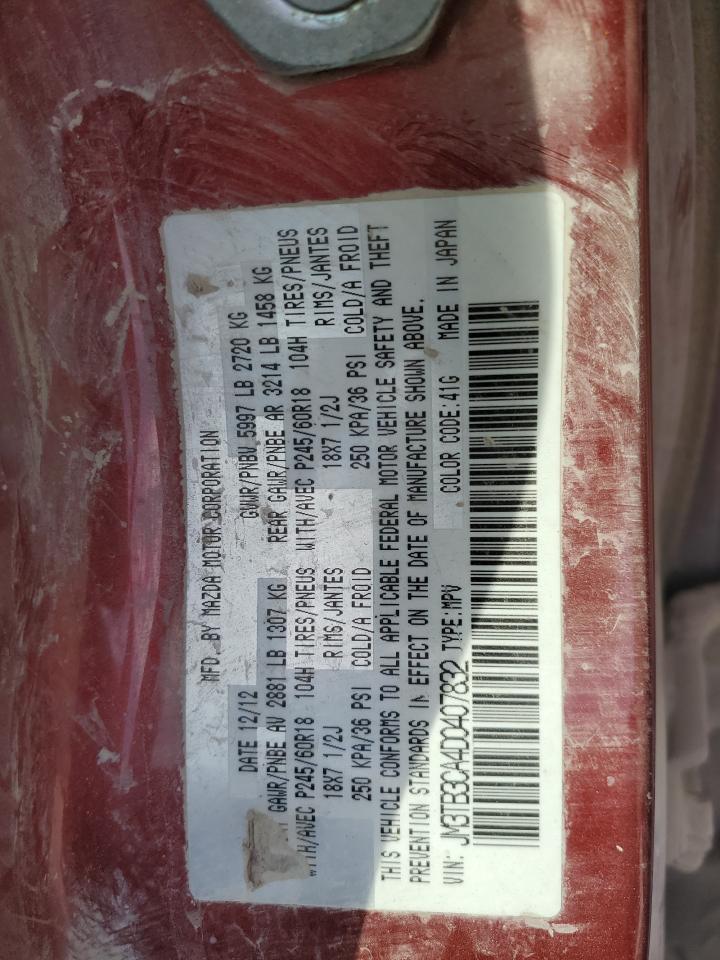 MFD. BY MAZDA MOTOR CORPORATION
DATE 12/12 GVWR/PNBV 5997 LB 2720 KG
GAWR/PNBE AV 2881 LB 1307 KG REAR GAWR/PNBE AR 3214 LB 1458 KG
WITH/AVEC P245/60R18 104H TIRES/PNEUS WITH/AVEC P245/60R18 104H TIRES/PNEUS
18X7 1/2J RIMS/JANTES 18X7 1/2J RIMS/JANTES
250 KPA/36 PSI COLD/A FROID 250 KPA/36 PSI COLD/A FROID
THIS VEHICLE CONFORMS TO ALL APPLICABLE FEDERAL MOTOR VEHICLE SAFETY AND THEFT
PREVENTION STANDARDS IN EFFECT ON THE DATE OF MANUFACTURE SHOWN ABOVE.
VIN: JM3TB3CA4D0407832 TYPE:MPV COLOR CODE:41G MADE IN JAPAN